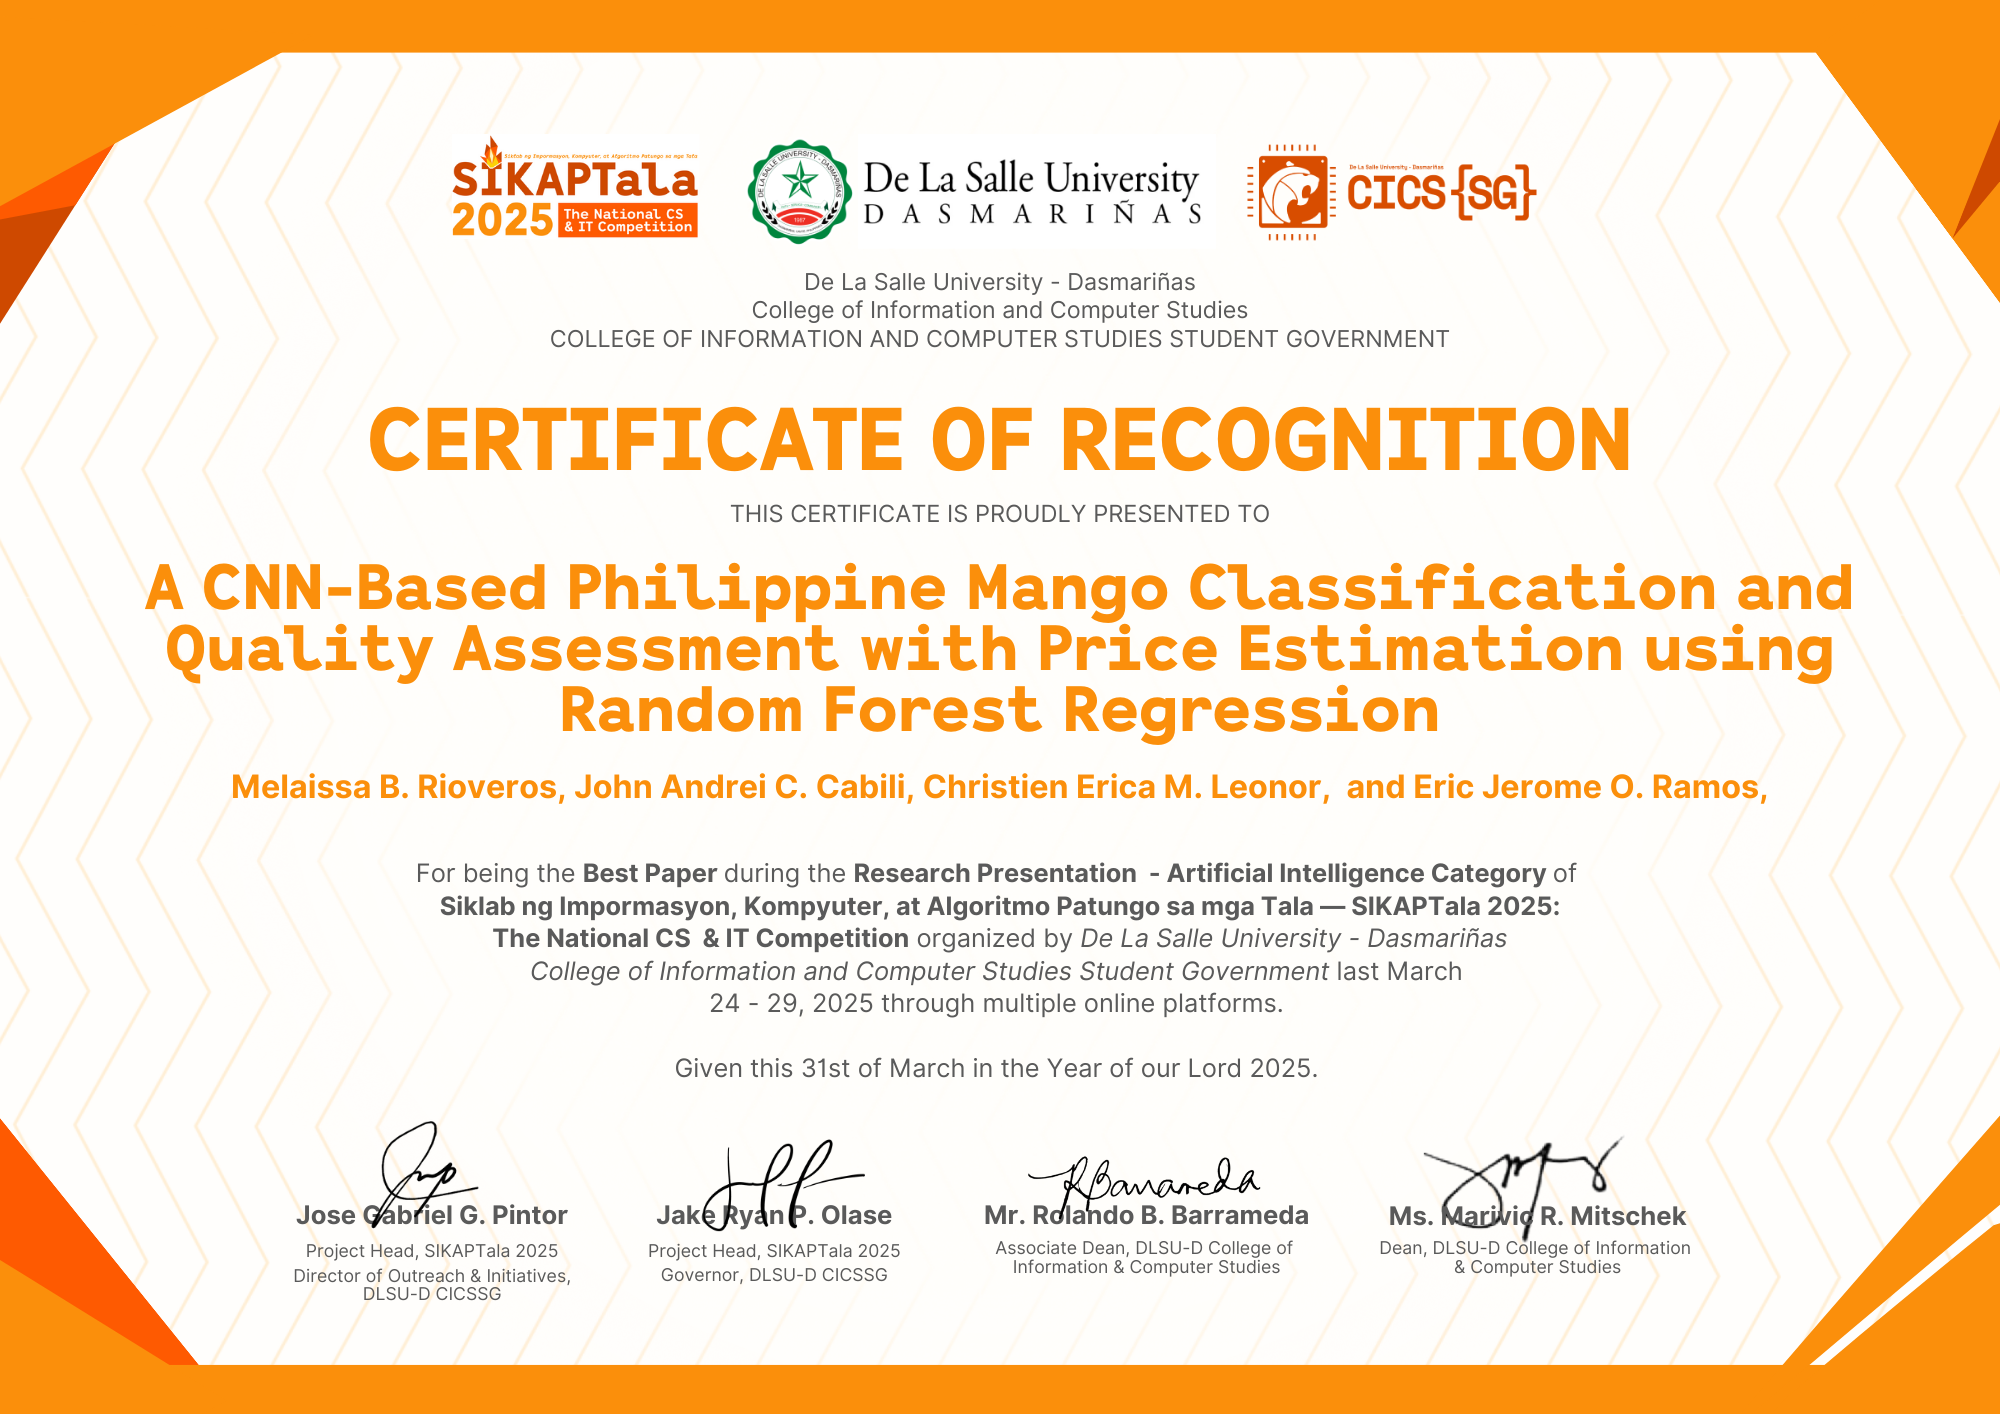 Siklab ng Impormasyon, Kompyuter, at Algoritmo Patungo sa mga Tala
SIKAPTala
2025 The National CS & IT Competition
DE LA SALLE UNIVERSITY - DASMARIÑAS
De La Salle University
DASMARIÑAS
De La Salle University - Dasmariñas
CICS{SG}
De La Salle University - Dasmariñas
College of Information and Computer Studies
COLLEGE OF INFORMATION AND COMPUTER STUDIES STUDENT GOVERNMENT
CERTIFICATE OF RECOGNITION
THIS CERTIFICATE IS PROUDLY PRESENTED TO
A CNN-Based Philippine Mango Classification and
Quality Assessment with Price Estimation using
Random Forest Regression
Melaissa B. Rioveros, John Andrei C. Cabili, Christien Erica M. Leonor, and Eric Jerome O. Ramos,
For being the Best Paper during the Research Presentation - Artificial Intelligence Category of
Siklab ng Impormasyon, Kompyuter, at Algoritmo Patungo sa mga Tala — SIKAPTala 2025:
The National CS & IT Competition organized by De La Salle University - Dasmariñas
College of Information and Computer Studies Student Government last March
24 - 29, 2025 through multiple online platforms.
Given this 31st of March in the Year of our Lord 2025.
Jose Gabriel G. Pintor
Project Head, SIKAPTala 2025
Director of Outreach & Initiatives,
DLSU-D CICSSG
Jake Ryan P. Olase
Project Head, SIKAPTala 2025
Governor, DLSU-D CICSSG
RBarrameda
Mr. Rolando B. Barrameda
Associate Dean, DLSU-D College of
Information & Computer Studies
Ms. Marivic R. Mitschek
Dean, DLSU-D College of Information
& Computer Studies